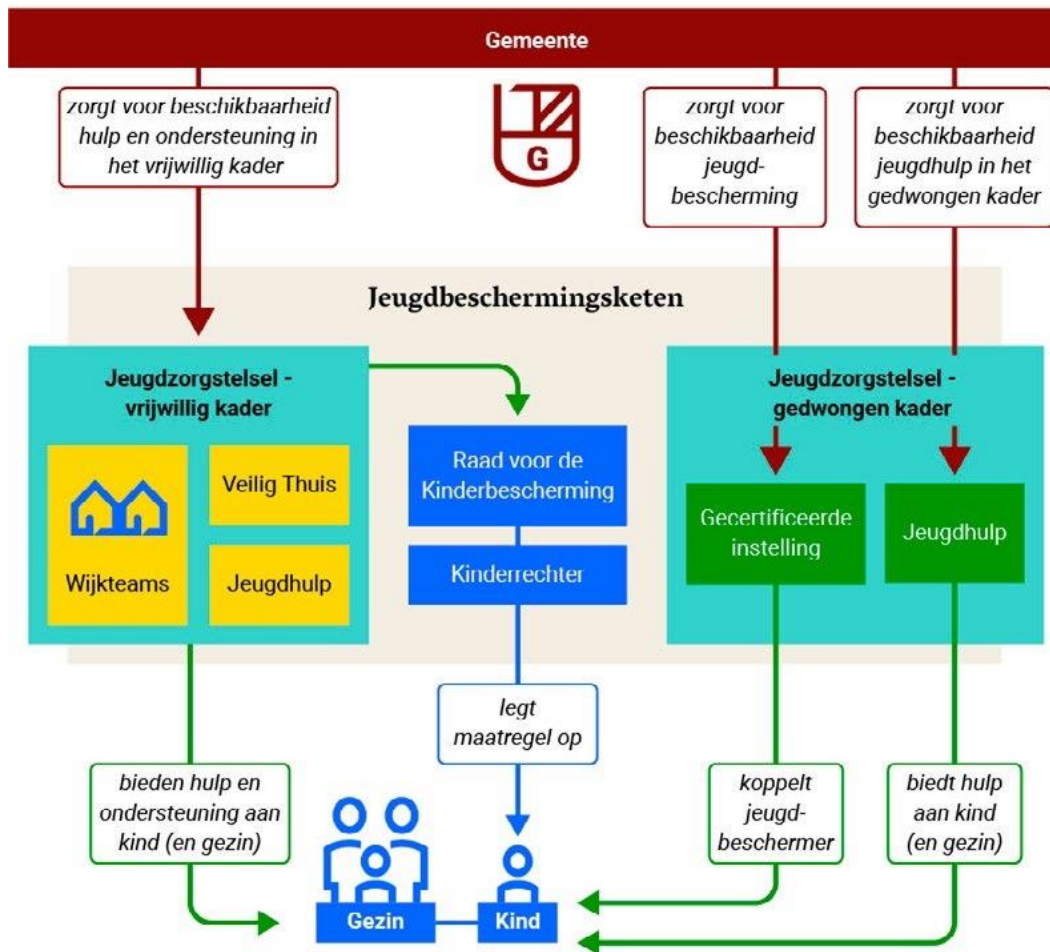 Gemeente
zorgt voor beschikbaarheid
hulp en ondersteuning in
het vrijwillig kader
G
zorgt voor
beschikbaarheid
jeugd-
bescherming
zorgt voor
beschikbaarheid
jeugdhulp in het
gedwongen kader
Jeugdbeschermingsketen
Jeugdzorgstelsel -
vrijwillig kader
Wijkteams
Veilig Thuis
Jeugdhulp
Raad voor de
Kinderbescherming
Kinderrechter
Jeugdzorgstelsel -
gedwongen kader
Gecertificeerde
instelling
Jeugdhulp
bieden hulp en
ondersteuning aan
kind (en gezin)
legt
maatregel op
koppelt
jeugd-
beschermer
biedt hulp
aan kind
(en gezin)
Gezin
Kind